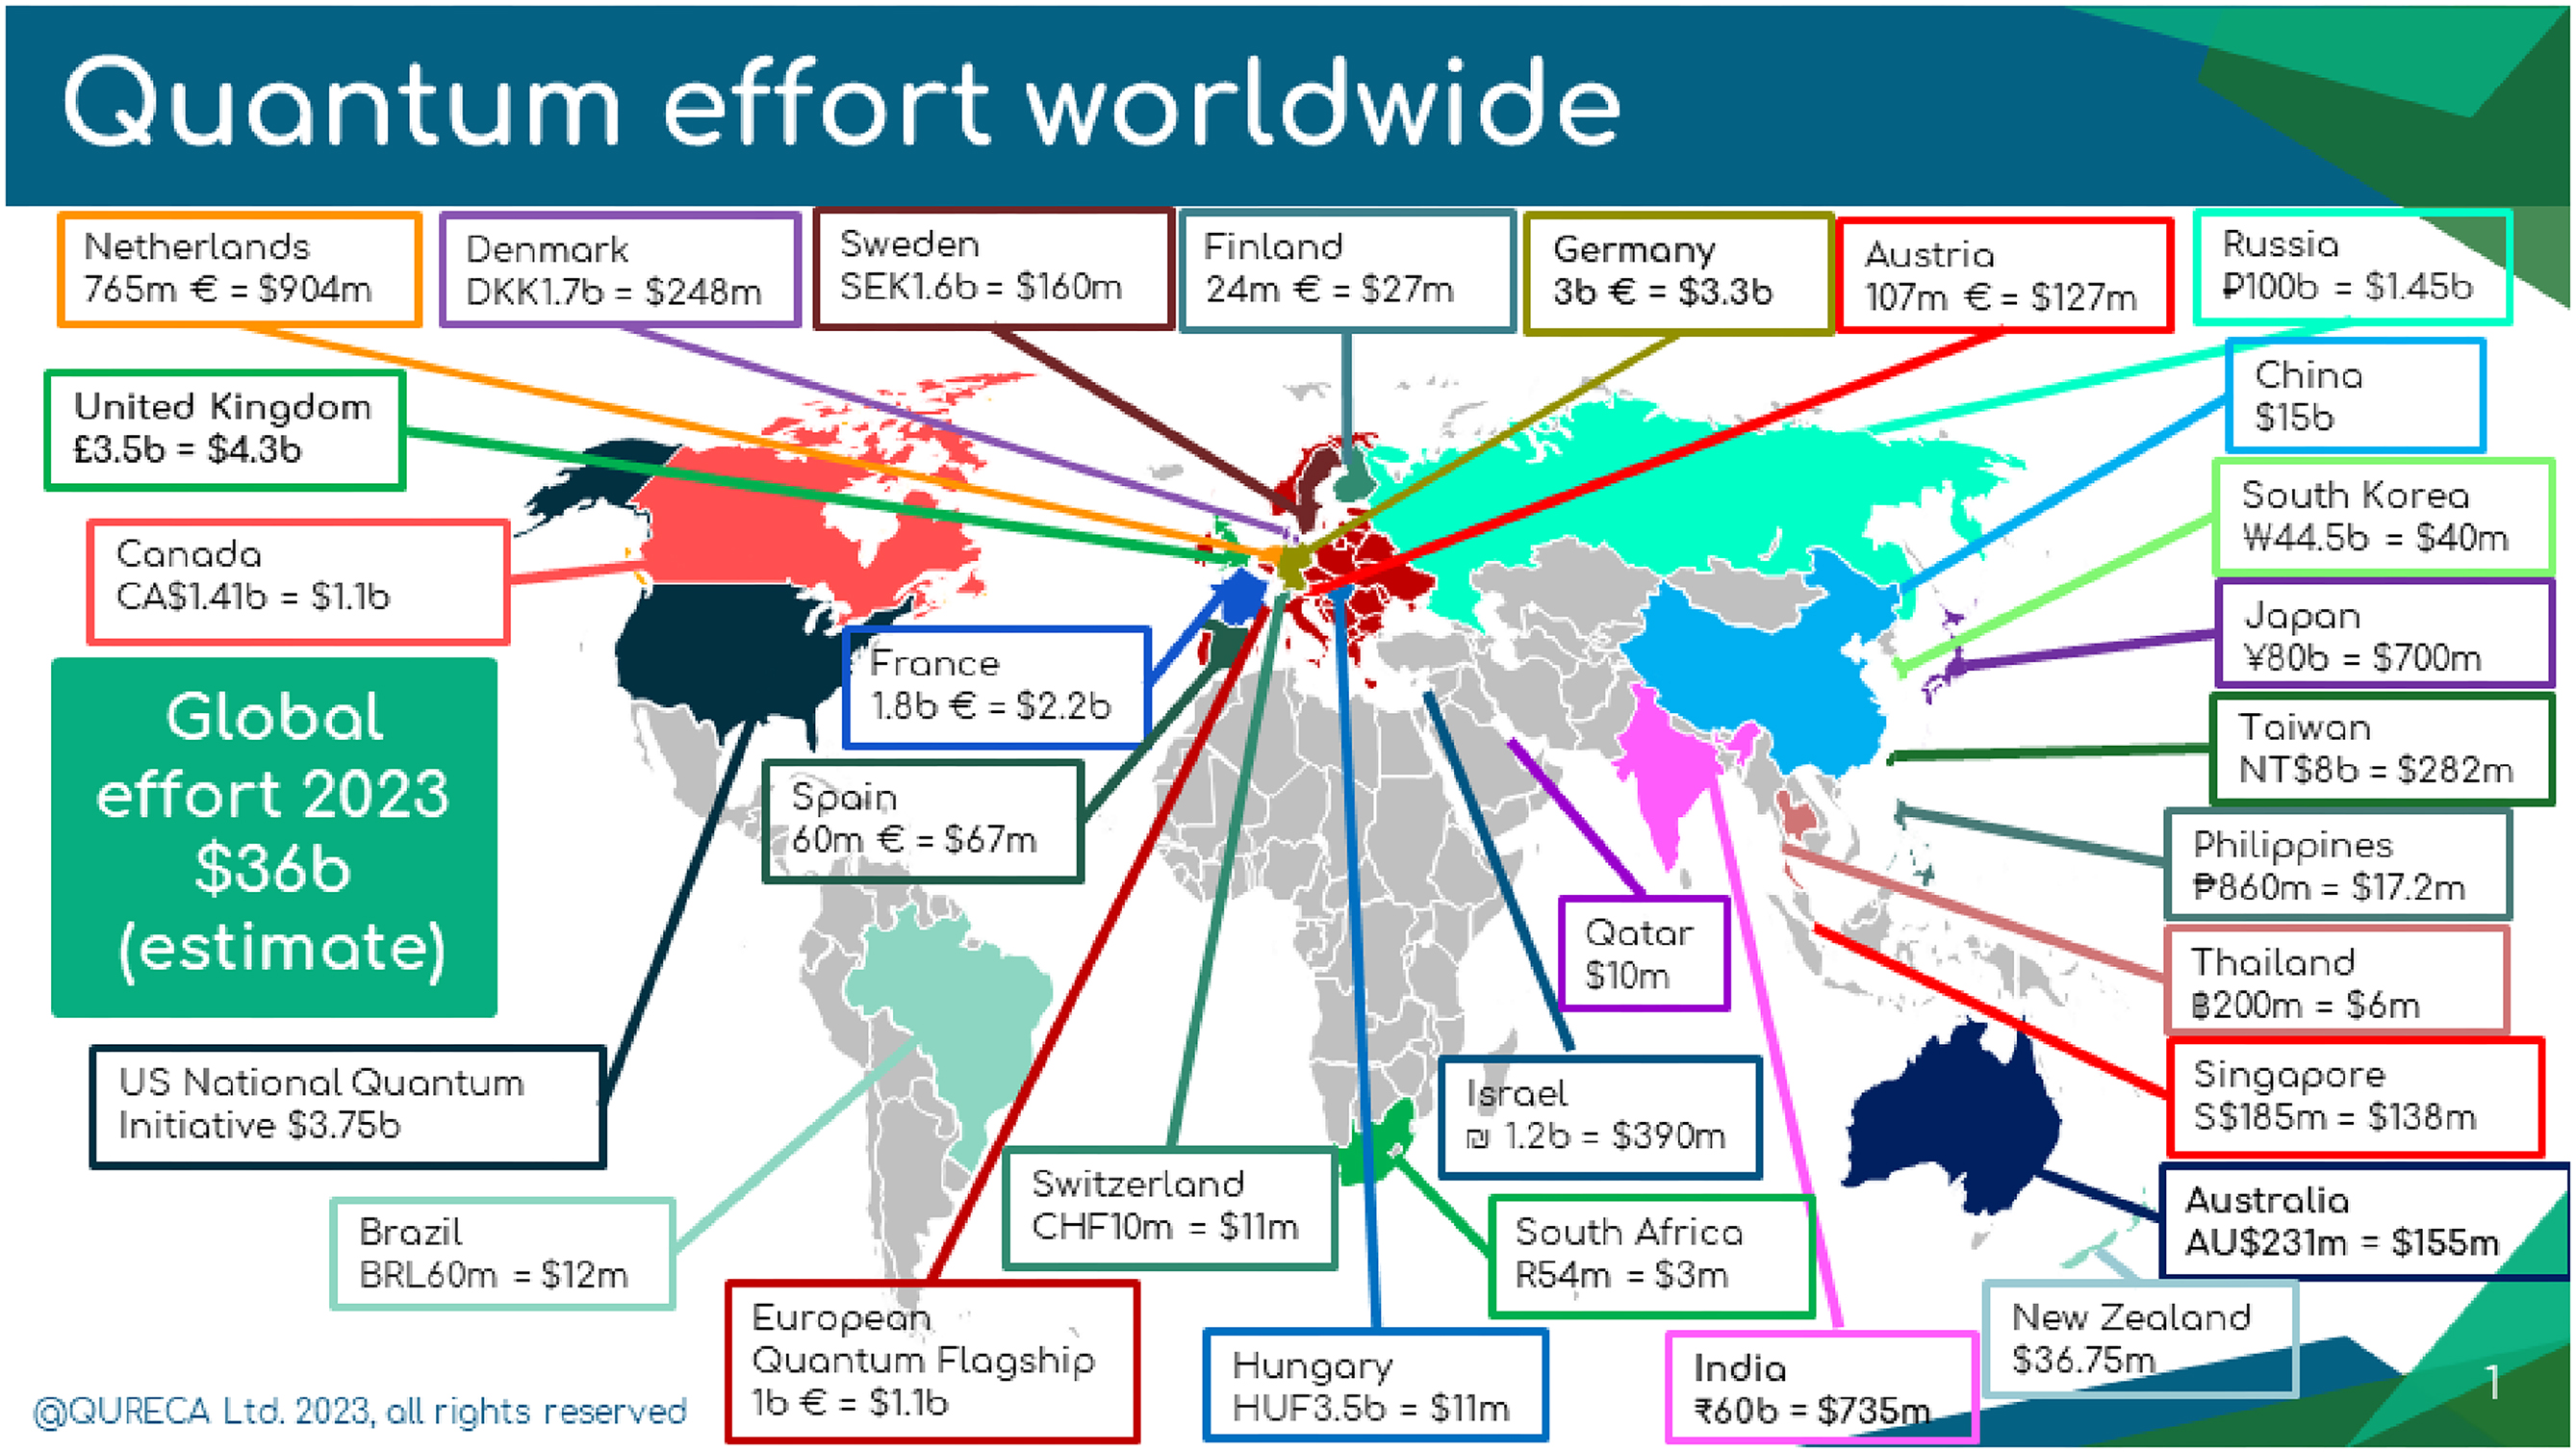 Quantum effort worldwide
Netherlands
765m € = $904m
Denmark
DKK1.7b = $248m
Sweden
SEK1.6b = $160m
Finland
24m € = $27m
Germany
3b € = $3.3b
Austria
107m € = $127m
Russia
₽100b = $1.45b
United Kingdom
£3.5b = $4.3b
China
$15b
South Korea
₩44.5b = $40m
Canada
CA$1.41b = $1.1b
Japan
¥80b = $700m
France
1.8b € = $2.2b
Global
effort 2023
$36b
(estimate)
Taiwan
NT$8b = $282m
Spain
60m € = $67m
Philippines
₱860m = $17.2m
Qatar
$10m
Thailand
฿200m = $6m
US National Quantum
Initiative $3.75b
Israel
₪ 1.2b = $390m
Singapore
S$185m = $138m
Switzerland
CHF10m = $11m
Australia
AU$231m = $155m
Brazil
BRL60m = $12m
South Africa
R54m = $3m
European
Quantum Flagship
1b € = $1.1b
Hungary
HUF3.5b = $11m
India
₹60b = $735m
New Zealand
$36.75m
@QURECA Ltd. 2023, all rights reserved
1